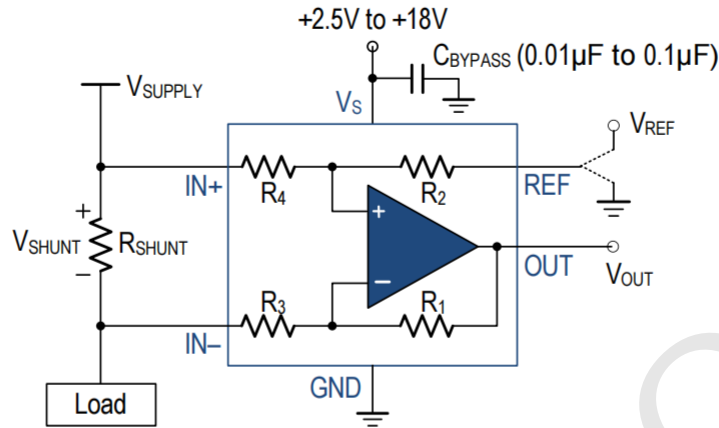 +2.5V to +18V
CBYPASS (0.01µF to 0.1µF)
VSUPPLY
VS
VREF
IN+
R4
R2
REF
+
+
VSHUNT
RSHUNT
−
−
OUT
VOUT
R3
R1
IN−
GND
Load